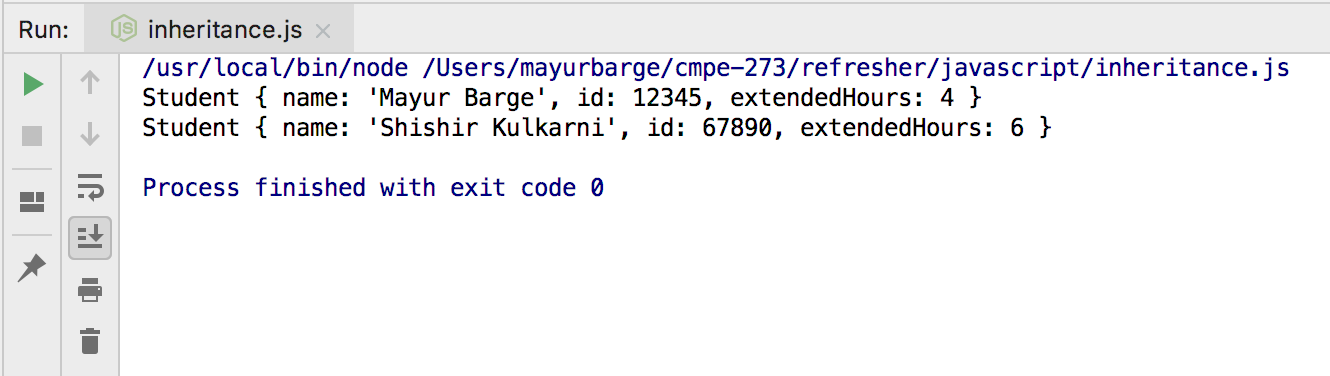 Run: JS inheritance.js
/usr/local/bin/node /Users/mayurbarge/cmpe-273/refresher/javascript/inheritance.js
Student { name: 'Mayur Barge', id: 12345, extendedHours: 4 }
Student { name: 'Shishir Kulkarni', id: 67890, extendedHours: 6 }
Process finished with exit code 0